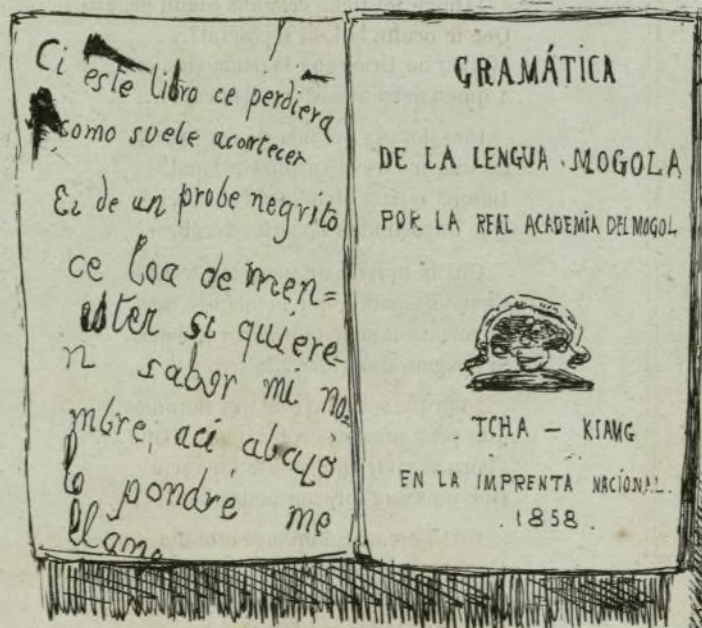 Ci este libro ce perdiera
como suele acontecer
Ez de un probe negrito
ce loa de men=
ester si quiere-
n saber mi no=
mbre, aci abajo
lo pondré me
llamo
GRAMÁTICA
DE LA LENGUA MOGOLA
POR LA REAL ACADEMIA DEL MOGOL
TCHA — KIANG
EN LA IMPRENTA NACIONAL.
1858.